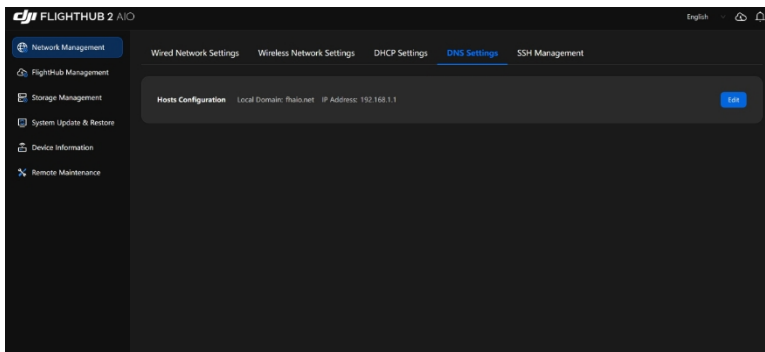 dji FLIGHTHUB 2 AIO
English
Network Management
FlightHub Management
Storage Management
System Update & Restore
Device Information
Remote Maintenance
Wired Network Settings Wireless Network Settings DHCP Settings DNS Settings SSH Management
Hosts Configuration Local Domain: fhaio.net IP Address: 192.168.1.1
Edit